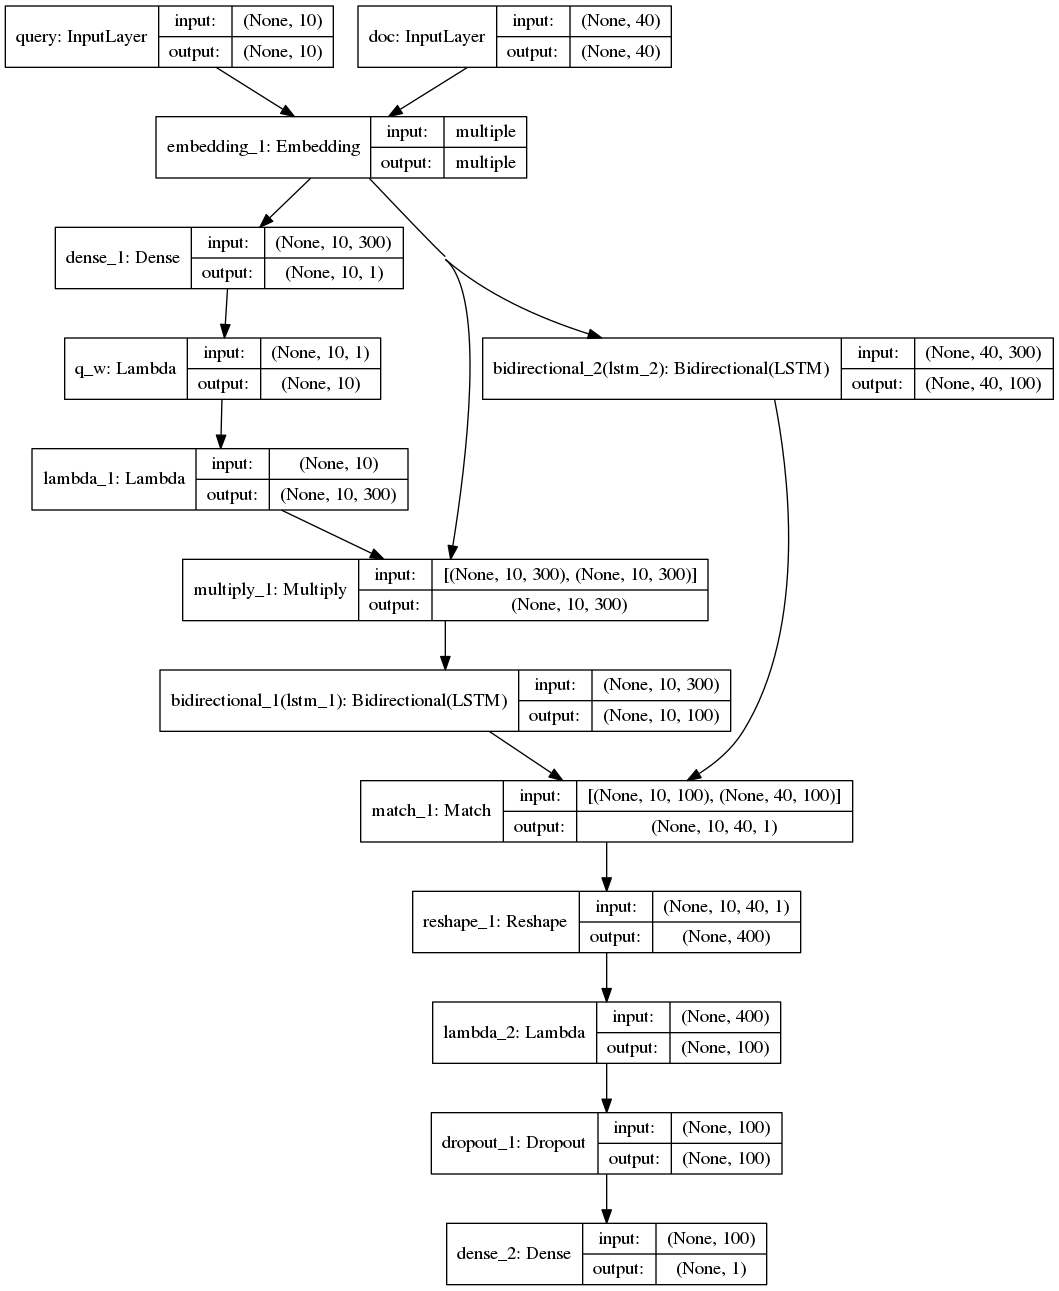 query: InputLayer
input: (None, 10)
output: (None, 10)
doc: InputLayer
input: (None, 40)
output: (None, 40)
embedding_1: Embedding
input: multiple
output: multiple
dense_1: Dense
input: (None, 10, 300)
output: (None, 10, 1)
q_w: Lambda
input: (None, 10, 1)
output: (None, 10)
bidirectional_2(lstm_2): Bidirectional(LSTM)
input: (None, 40, 300)
output: (None, 40, 100)
lambda_1: Lambda
input: (None, 10)
output: (None, 10, 300)
multiply_1: Multiply
input: [(None, 10, 300), (None, 10, 300)]
output: (None, 10, 300)
bidirectional_1(lstm_1): Bidirectional(LSTM)
input: (None, 10, 300)
output: (None, 10, 100)
match_1: Match
input: [(None, 10, 100), (None, 40, 100)]
output: (None, 10, 40, 1)
reshape_1: Reshape
input: (None, 10, 40, 1)
output: (None, 400)
lambda_2: Lambda
input: (None, 400)
output: (None, 100)
dropout_1: Dropout
input: (None, 100)
output: (None, 100)
dense_2: Dense
input: (None, 100)
output: (None, 1)